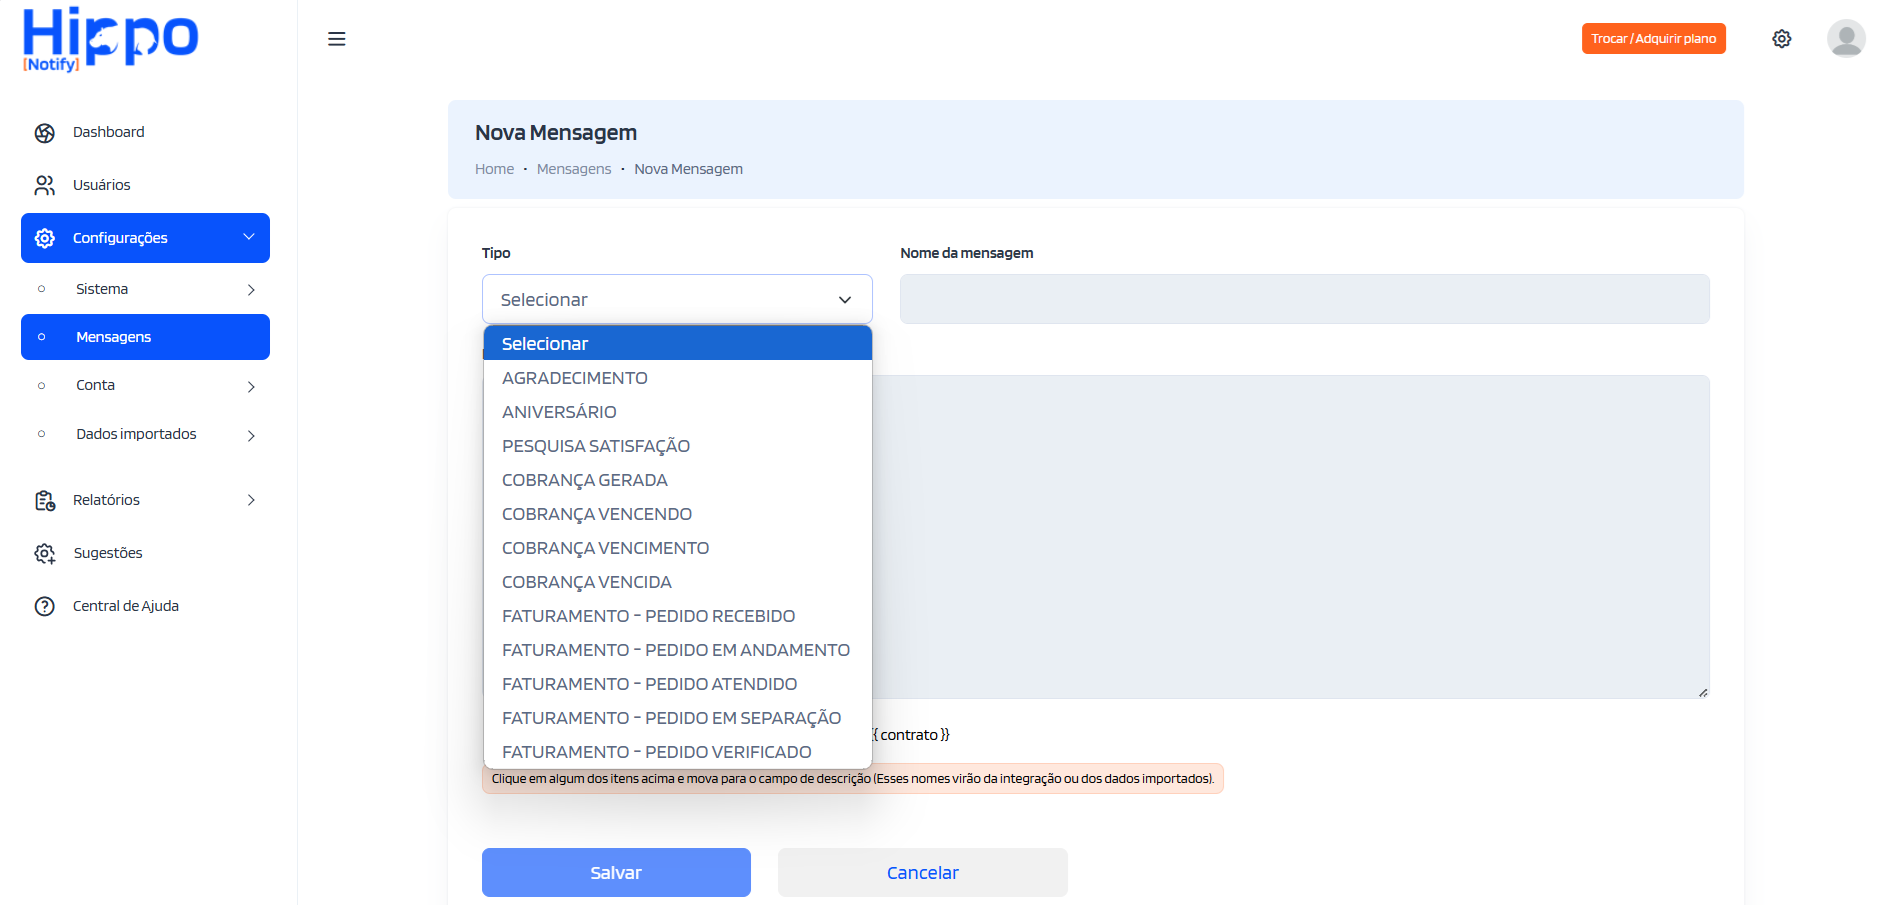 Hippo
[Notify]
Trocar / Adquirir plano
Dashboard
Usuários
Configurações
Sistema
Mensagens
Conta
Dados importados
Relatórios
Sugestões
Central de Ajuda
Nova Mensagem
Home • Mensagens • Nova Mensagem
Tipo
Nome da mensagem
Selecionar
Selecionar
AGRADECIMENTO
ANIVERSÁRIO
PESQUISA SATISFAÇÃO
COBRANÇA GERADA
COBRANÇA VENCENDO
COBRANÇA VENCIMENTO
COBRANÇA VENCIDA
FATURAMENTO - PEDIDO RECEBIDO
FATURAMENTO - PEDIDO EM ANDAMENTO
FATURAMENTO - PEDIDO ATENDIDO
FATURAMENTO - PEDIDO EM SEPARAÇÃO
FATURAMENTO - PEDIDO VERIFICADO
{{ contrato }}
Clique em algum dos itens acima e mova para o campo de descrição (Esses nomes virão da integração ou dos dados importados).
Salvar
Cancelar